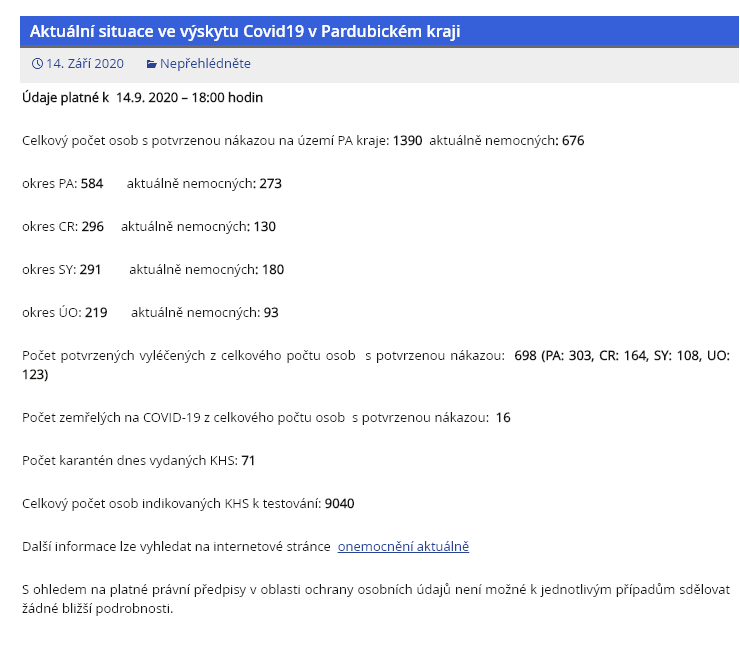 Aktuální situace ve výskytu Covid19 v Pardubickém kraji
14. Září 2020 Nepřehlédněte
Údaje platné k 14.9. 2020 – 18:00 hodin
Celkový počet osob s potvrzenou nákazou na území PA kraje: 1390 aktuálně nemocných: 676
okres PA: 584 aktuálně nemocných: 273
okres CR: 296 aktuálně nemocných: 130
okres SY: 291 aktuálně nemocných: 180
okres ÚO: 219 aktuálně nemocných: 93
Počet potvrzených vyléčených z celkového počtu osob s potvrzenou nákazou: 698 (PA: 303, CR: 164, SY: 108, UO:
123)
Počet zemřelých na COVID-19 z celkového počtu osob s potvrzenou nákazou: 16
Počet karantén dnes vydaných KHS: 71
Celkový počet osob indikovaných KHS k testování: 9040
Další informace lze vyhledat na internetové stránce onemocnění aktuálně
S ohledem na platné právní předpisy v oblasti ochrany osobních údajů není možné k jednotlivým případům sdělovat
žádné bližší podrobnosti.